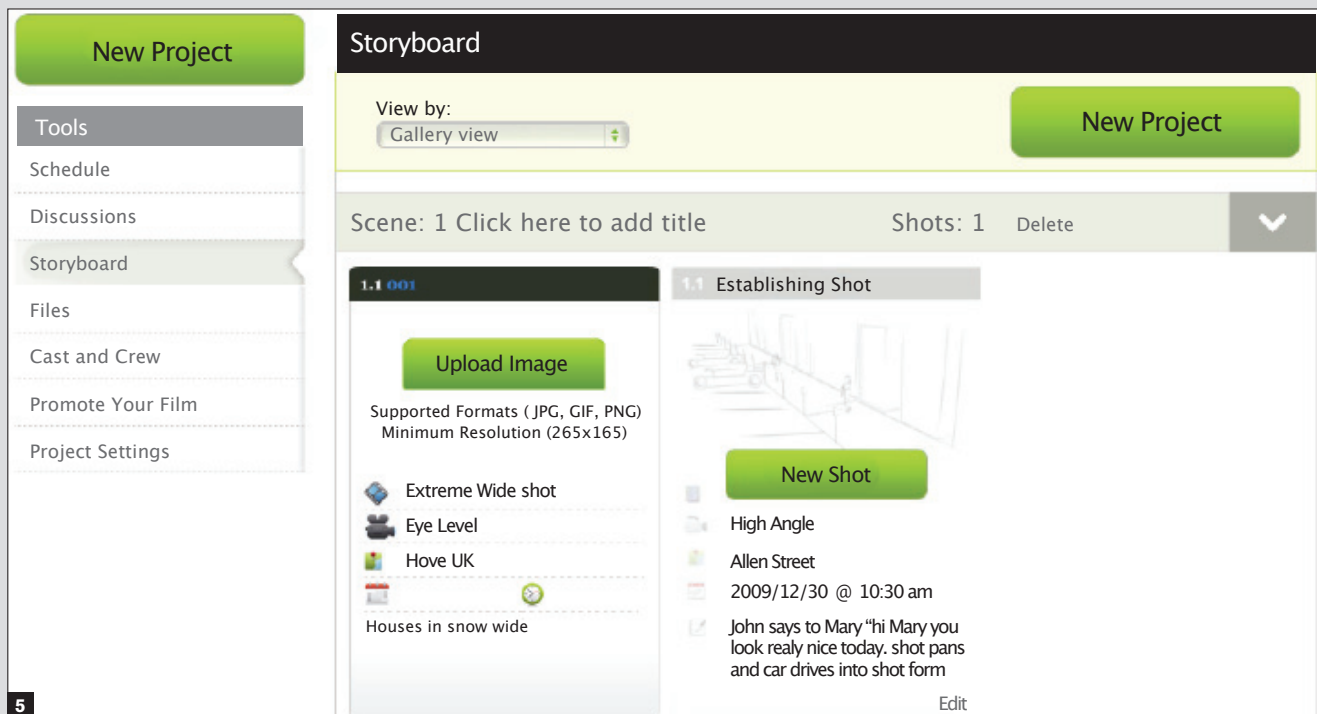 New Project
Tools
Schedule
Discussions
Storyboard
Files
Cast and Crew
Promote Your Film
Project Settings
Storyboard
View by:
Gallery view
New Project
Scene: 1 Click here to add title Shots: 1 Delete
1.1 001
Upload Image
Supported Formats ( JPG, GIF, PNG)
Minimum Resolution (265x165)
Extreme Wide shot
Eye Level
Hove UK
Houses in snow wide
1.1 Establishing Shot
New Shot
High Angle
Allen Street
2009/12/30 @ 10:30 am
John says to Mary “hi Mary you
look realy nice today. shot pans
and car drives into shot form
Edit
5